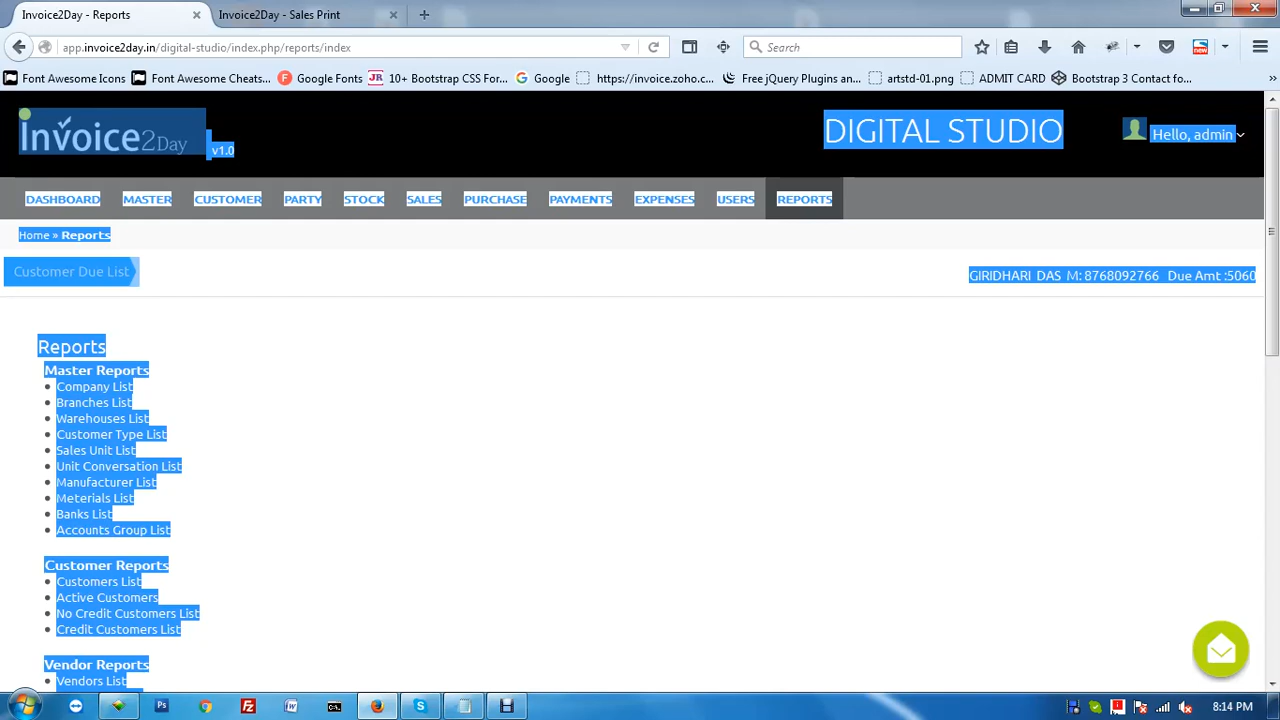 Invoice2Day - Reports
Invoice2Day - Sales Print
app.invoice2day.in/digital-studio/index.php/reports/index
Search
Font Awesome Icons
Font Awesome Cheats...
Google Fonts
10+ Bootstrap CSS For...
Google
https://invoice.zoho.c...
Free jQuery Plugins an...
artstd-01.png
ADMIT CARD
Bootstrap 3 Contact fo...
Invoice2Day v1.0
DIGITAL STUDIO
Hello, admin
DASHBOARD MASTER CUSTOMER PARTY STOCK SALES PURCHASE PAYMENTS EXPENSES USERS REPORTS
Home » Reports
Customer Due List
GIRIDHARI DAS M: 8768092766 Due Amt :5060
Reports
Master Reports
Company List
Branches List
Warehouses List
Customer Type List
Sales Unit List
Unit Conversation List
Manufacturer List
Meterials List
Banks List
Accounts Group List
Customer Reports
Customers List
Active Customers
No Credit Customers List
Credit Customers List
Vendor Reports
Vendors List
8:14 PM